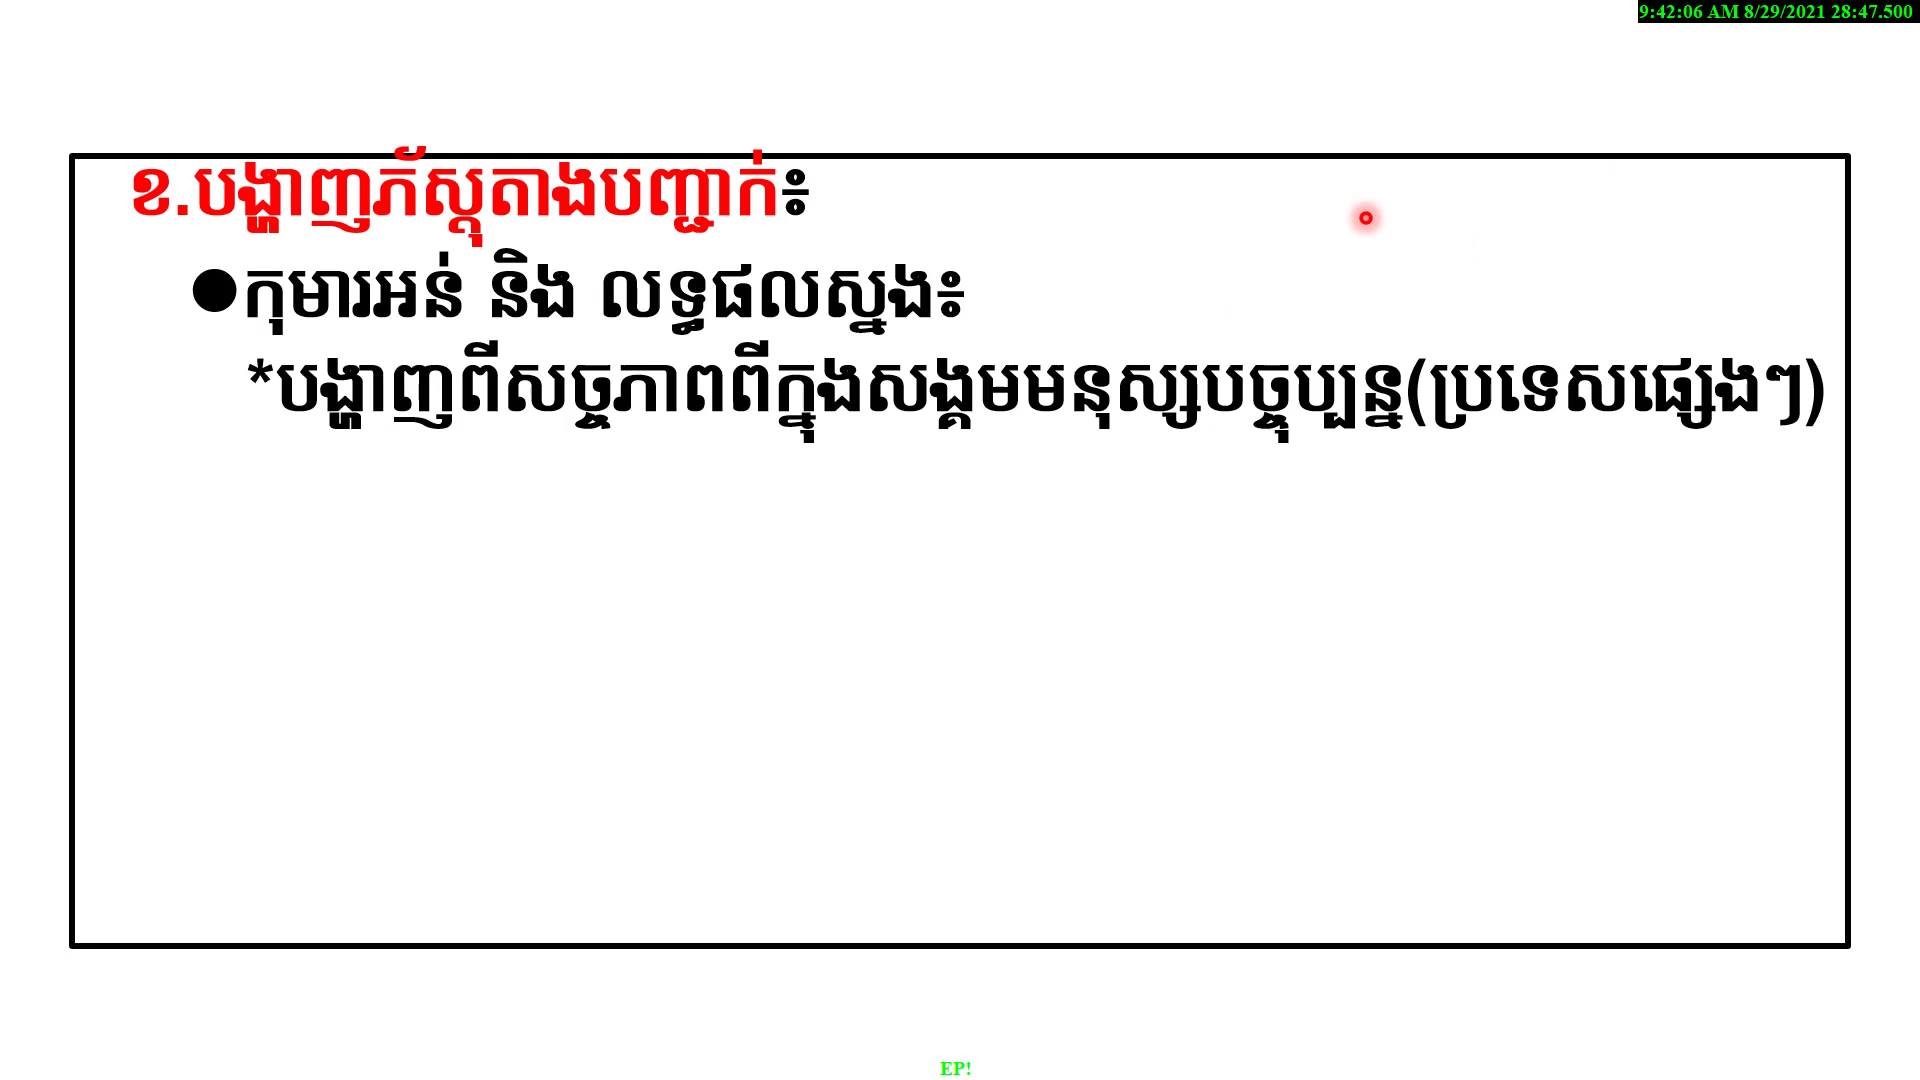 9:42:06 AM 8/29/2021 28:47.500
ខ.បង្ហាញភ័ស្តុតាងបញ្ជាក់៖
●កុមារអន់ និង លទ្ធផលស្នង៖
*បង្ហាញពីសច្ចភាពពីក្នុងសង្គមមនុស្សបច្ចុប្បន្ន(ប្រទេសផ្សេងៗ)
EP!